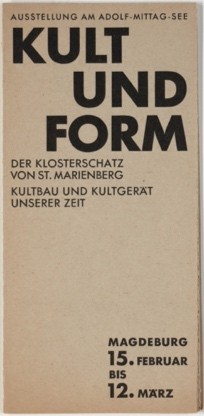 AUSSTELLUNG AM ADOLF-MITTAG-SEE
KULT
UND
FORM
DER KLOSTERSCHATZ
VON ST. MARIENBERG
KULTBAU UND KULTGERÄT
UNSERER ZEIT
MAGDEBURG
15. FEBRUAR
BIS
12. MÄRZ